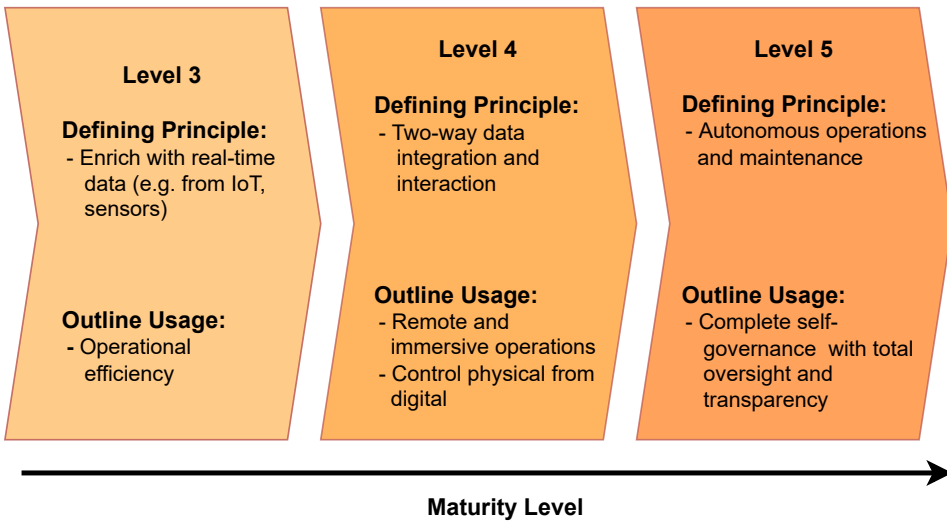 Level 3
Defining Principle:
- Enrich with real-time
data (e.g. from IoT,
sensors)
Outline Usage:
- Operational
efficiency
Level 4
Defining Principle:
- Two-way data
integration and
interaction
Outline Usage:
- Remote and
immersive operations
- Control physical from
digital
Level 5
Defining Principle:
- Autonomous operations
and maintenance
Outline Usage:
- Complete self-
governance with total
oversight and
transparency
Maturity Level